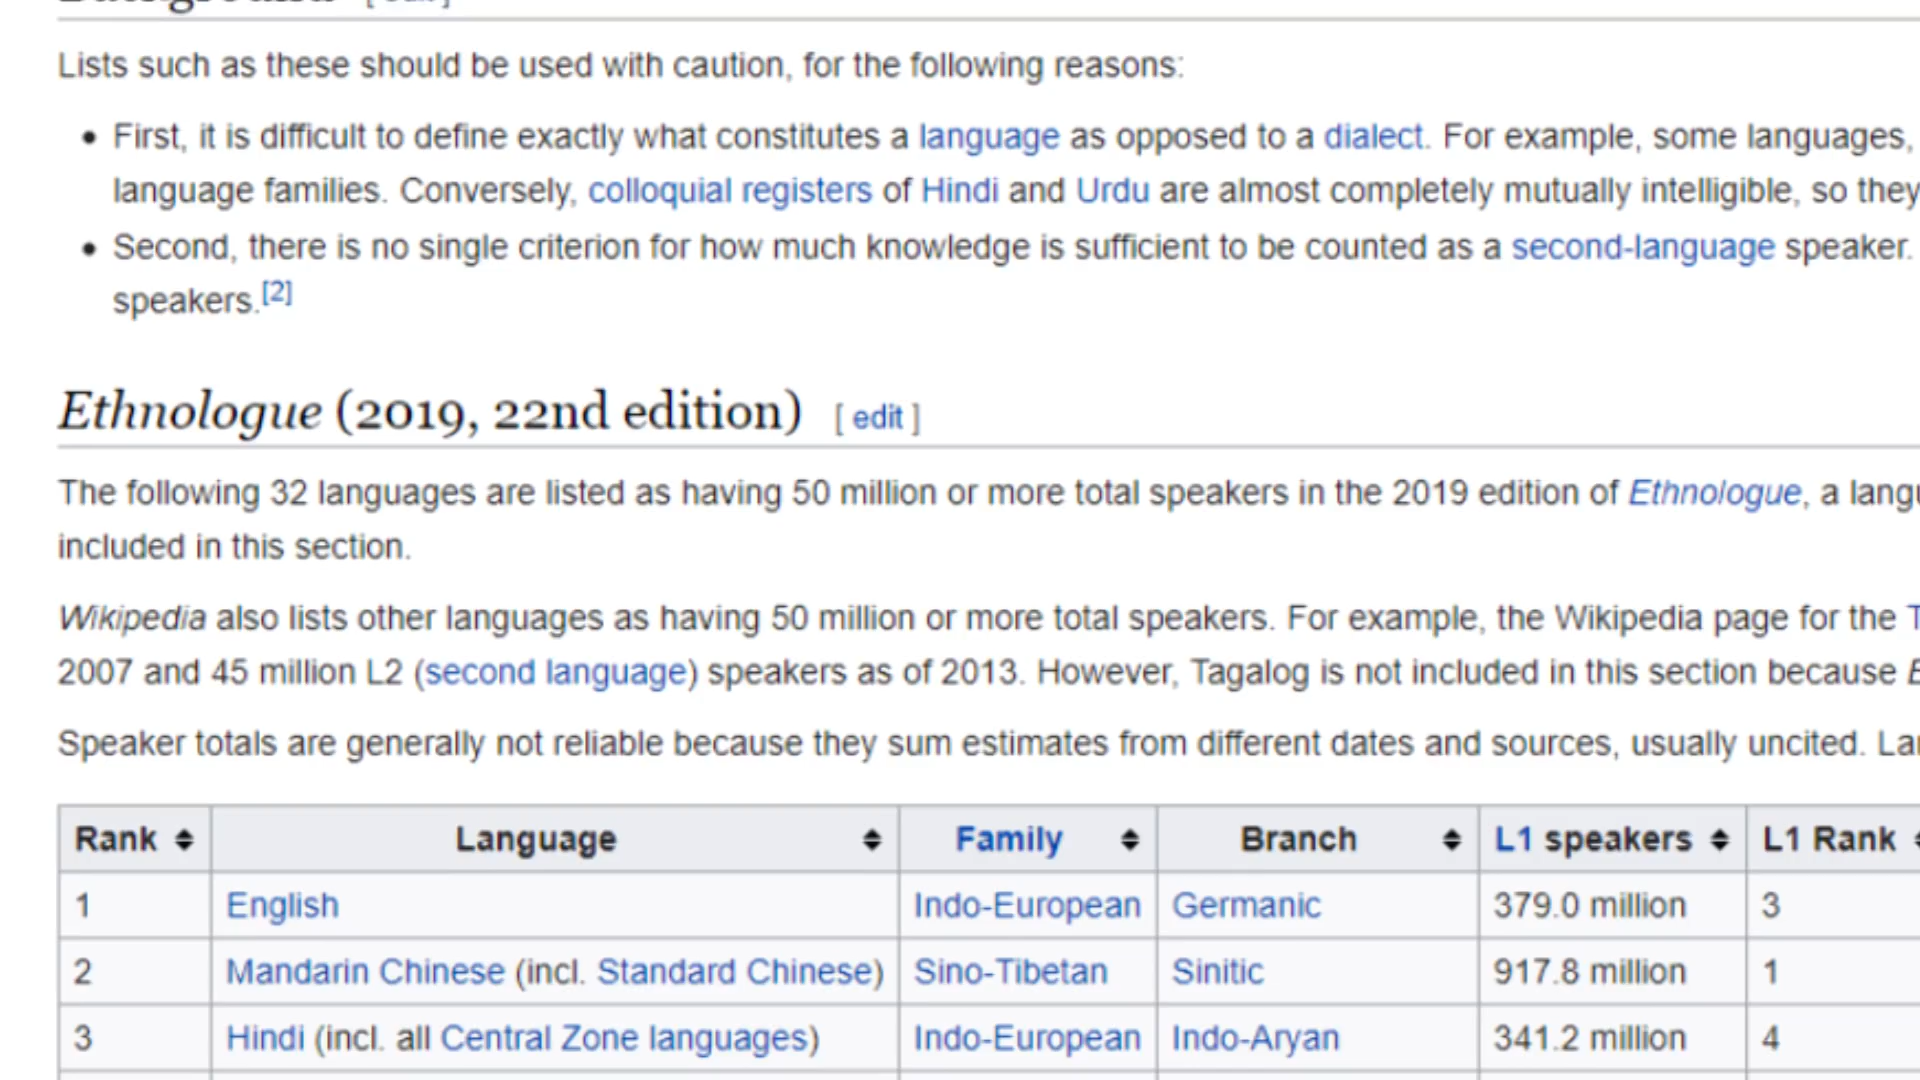 Background [ edit ]
Lists such as these should be used with caution, for the following reasons:
• First, it is difficult to define exactly what constitutes a language as opposed to a dialect. For example, some languages,
language families. Conversely, colloquial registers of Hindi and Urdu are almost completely mutually intelligible, so they
• Second, there is no single criterion for how much knowledge is sufficient to be counted as a second-language speaker.
speakers.[2]
Ethnologue (2019, 22nd edition) [ edit ]
The following 32 languages are listed as having 50 million or more total speakers in the 2019 edition of Ethnologue, a
included in this section.
Wikipedia also lists other languages as having 50 million or more total speakers. For example, the Wikipedia page for the
2007 and 45 million L2 (second language) speakers as of 2013. However, Tagalog is not included in this section because
Speaker totals are generally not reliable because they sum estimates from different dates and sources, usually uncited.
Rank Language Family Branch L1 speakers L1 Rank
1 English Indo-European Germanic 379.0 million 3
2 Mandarin Chinese (incl. Standard Chinese) Sino-Tibetan Sinitic 917.8 million 1
3 Hindi (incl. all Central Zone languages) Indo-European Indo-Aryan 341.2 million 4